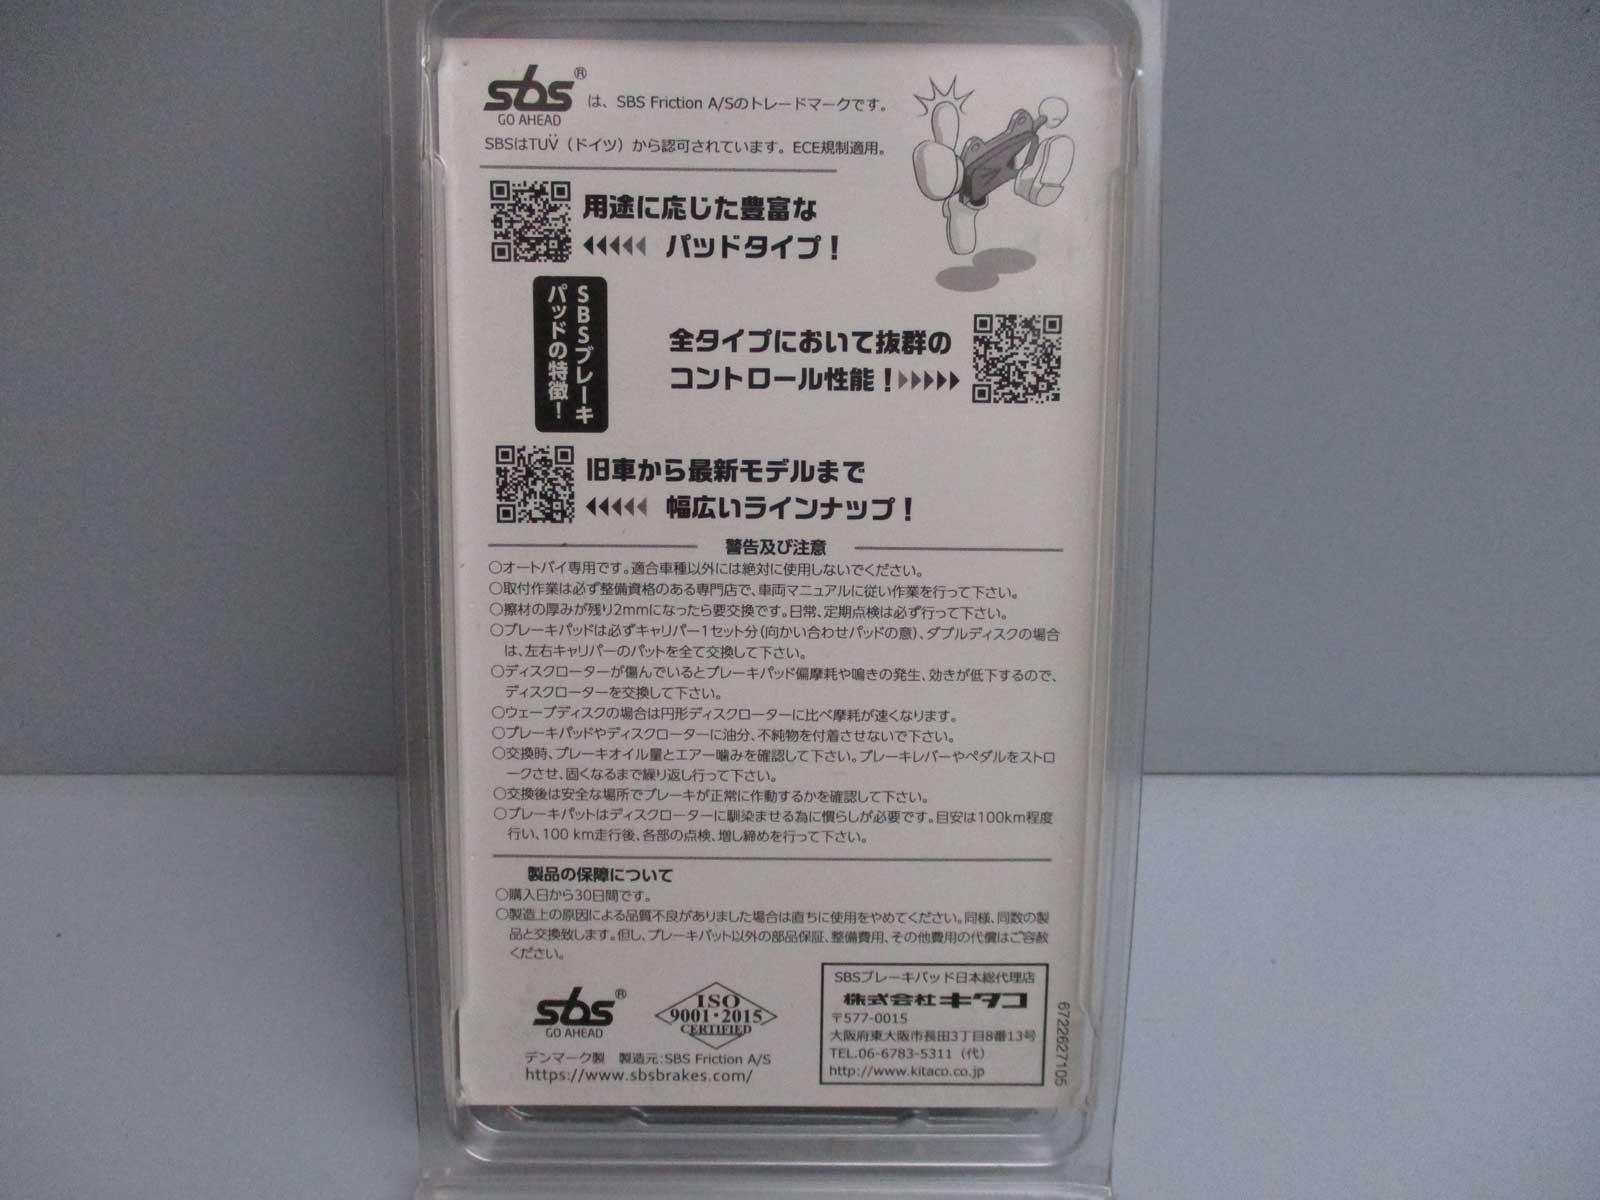 sbs® は、SBS Friction A/Sのトレードマークです。
GO AHEAD
SBSはTUV̈（ドイツ）から認可されています。ECE規制適用。
用途に応じた豊富な
パッドタイプ！
SBSブレーキ
パッドの特徴！
全タイプにおいて抜群の
コントロール性能！
旧車から最新モデルまで
幅広いラインナップ！
警告及び注意
○オートバイ専用です。適合車種以外には絶対に使用しないでください。
○取付作業は必ず整備資格のある専門店で、車両マニュアルに従い作業を行って下さい。
○擦材の厚みが残り2mmになったら要交換です。日常、定期点検は必ず行って下さい。
○ブレーキパッドは必ずキャリパー1セット分（向かい合わせパッドの意）、ダブルディスクの場合
は、左右キャリパーのパットを全て交換して下さい。
○ディスクローターが傷んでいるとブレーキパッド偏摩耗や鳴きの発生、効きが低下するので、
ディスクローターを交換して下さい。
○ウェーブディスクの場合は円形ディスクローターに比べ摩耗が速くなります。
○ブレーキパッドやディスクローターに油分、不純物を付着させないで下さい。
○交換時、ブレーキオイル量とエアー噛みを確認して下さい。ブレーキレバーやペダルをストロ
ークさせ、固くなるまで繰り返し行って下さい。
○交換後は安全な場所でブレーキが正常に作動するかを確認して下さい。
○ブレーキパットはディスクローターに馴染ませる為に慣らしが必要です。目安は100km程度
行い、100 km走行後、各部の点検、増し締めを行って下さい。
製品の保障について
○購入日から30日間です。
○製造上の原因による品質不良がありました場合は直ちに使用をやめてください。同様、同数の製
品と交換致します。但し、ブレーキパット以外の部品保証、整備費用、その他費用の代償はご容赦
ください。
sbs®
GO AHEAD
ISO
9001・2015
CERTIFIED
デンマーク製 製造元：SBS Friction A/S
https://www.sbsbrakes.com/
SBSブレーキパッド日本総代理店
株式会社キタコ
〒577-0015
大阪府東大阪市長田3丁目8番13号
TEL.06-6783-5311（代）
http://www.kitaco.co.jp
6722627105